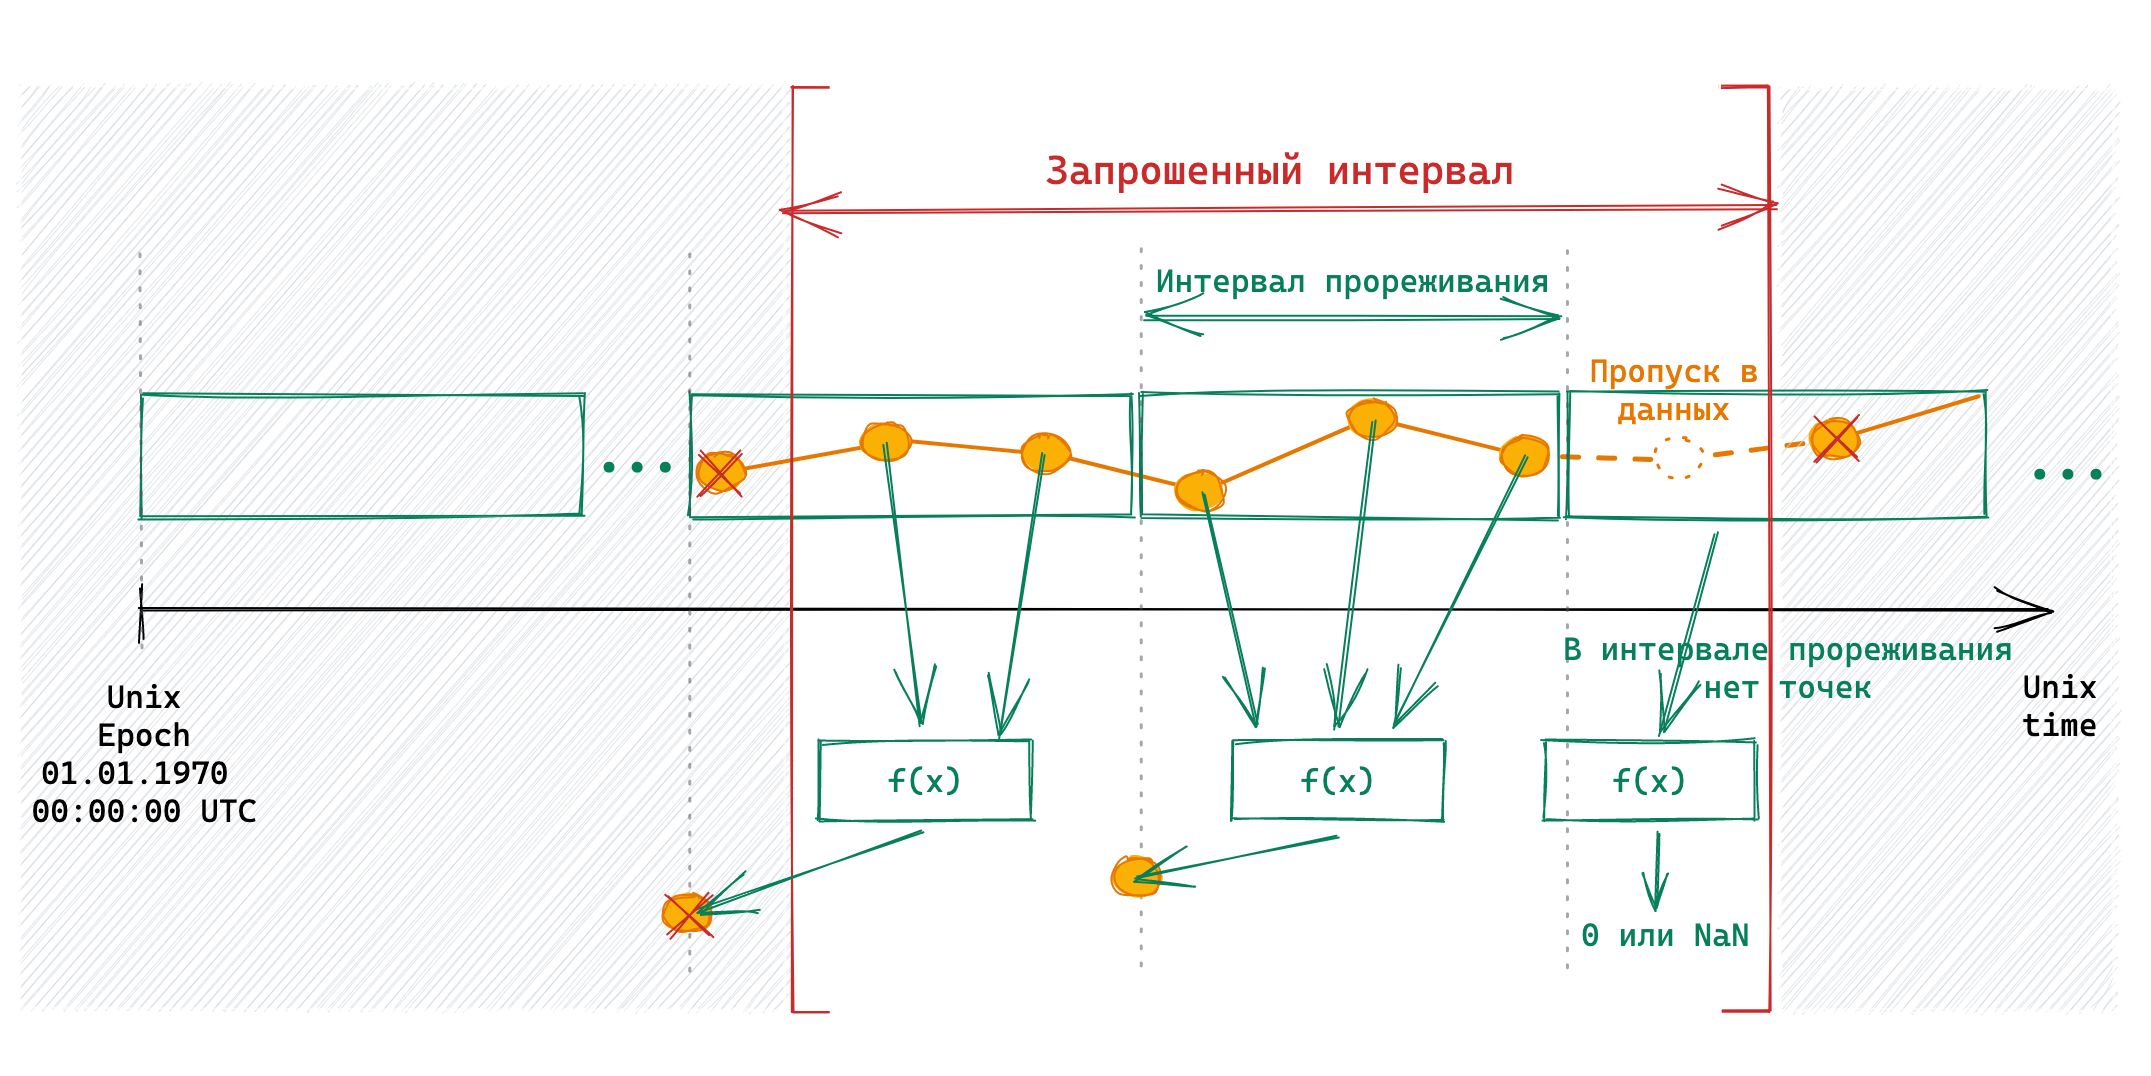 Запрошенный интервал
Интервал прореживания
Пропуск в
данных
В интервале прореживания
нет точек
Unix
Epoch
01.01.1970
00:00:00 UTC
Unix
time
f(x)
f(x)
f(x)
0 или NaN